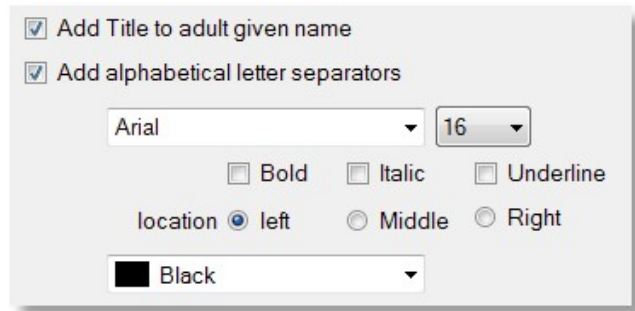 Add Title to adult given name
Add alphabetical letter separators
Arial 16
Bold Italic Underline
location left Middle Right
Black